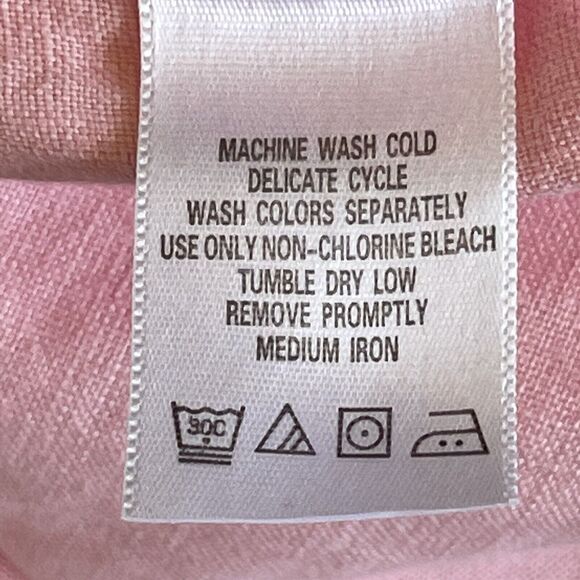 MACHINE WASH COLD
DELICATE CYCLE
WASH COLORS SEPARATELY
USE ONLY NON-CHLORINE BLEACH
TUMBLE DRY LOW
REMOVE PROMPTLY
MEDIUM IRON
30C